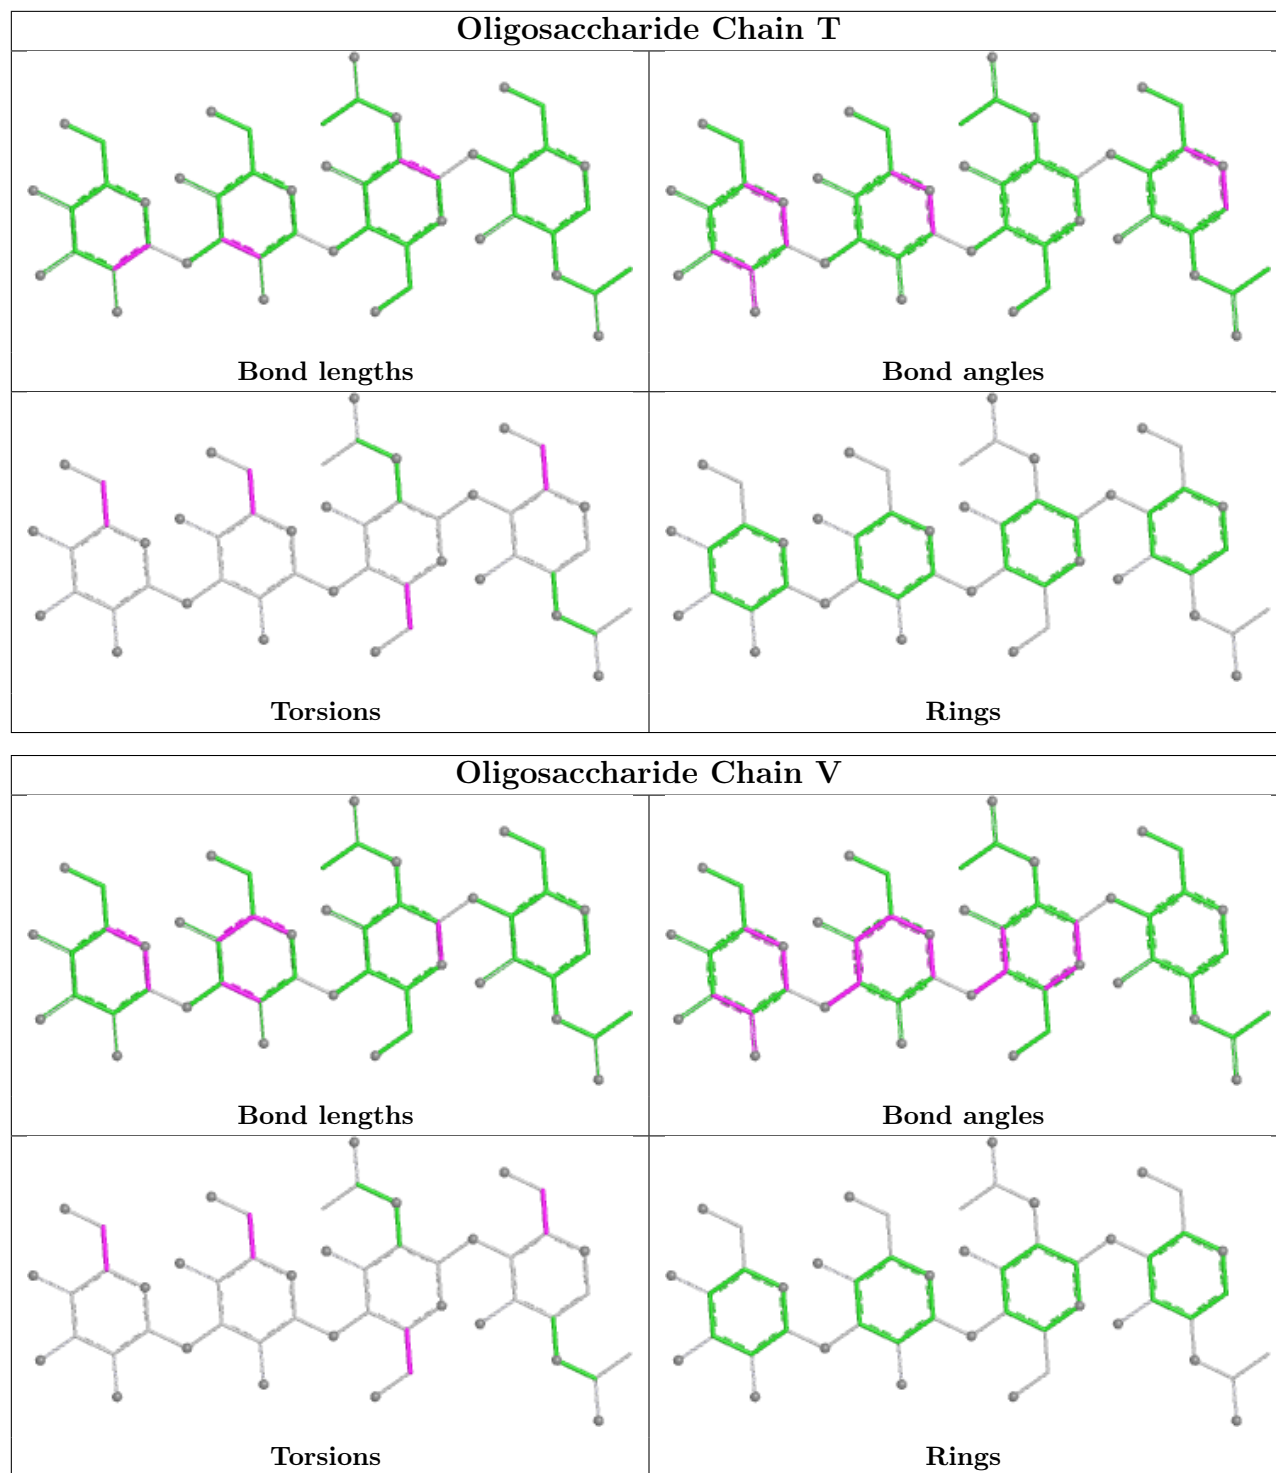 Oligosaccharide Chain T
Bond lengths
Bond angles
Torsions
Rings
Oligosaccharide Chain V
Bond lengths
Bond angles
Torsions
Rings